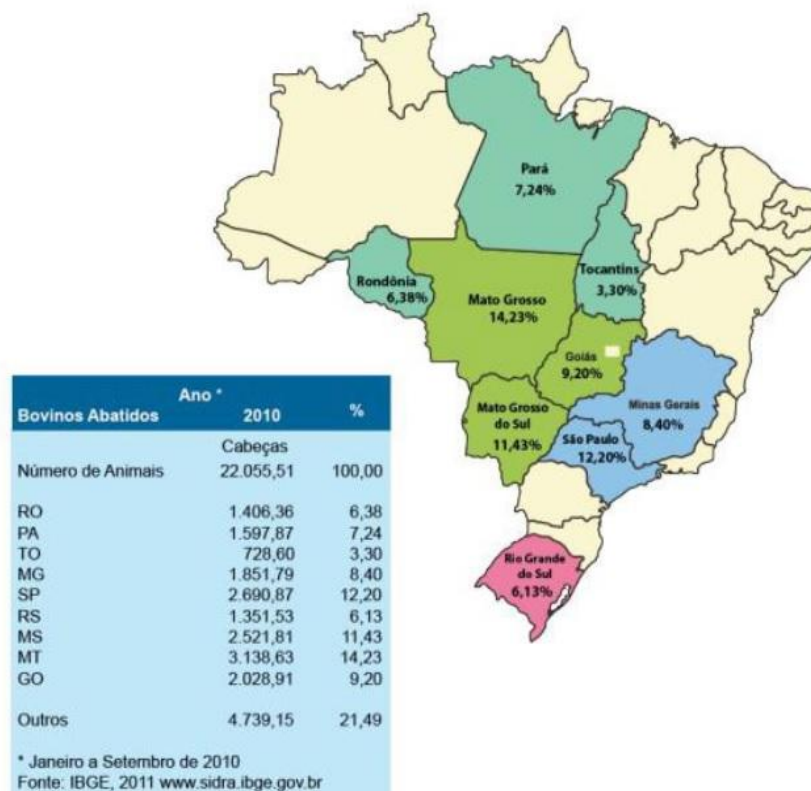 Pará
7,24%
Rondônia
6,38%
Mato Grosso
14,23%
Tocantins
3,30%
Goiás
9,20%
Mato Grosso
do Sul
11,43%
Minas Gerais
8,40%
São Paulo
12,20%
Rio Grande
do Sul
6,13%
Ano *
Bovinos Abatidos 2010 %
Cabeças
Número de Animais 22.055,51 100,00
RO 1.406,36 6,38
PA 1.597,87 7,24
TO 728,60 3,30
MG 1.851,79 8,40
SP 2.690,87 12,20
RS 1.351,53 6,13
MS 2.521,81 11,43
MT 3.138,63 14,23
GO 2.028,91 9,20
Outros 4.739,15 21,49
* Janeiro a Setembro de 2010
Fonte: IBGE, 2011 www.sidra.ibge.gov.br